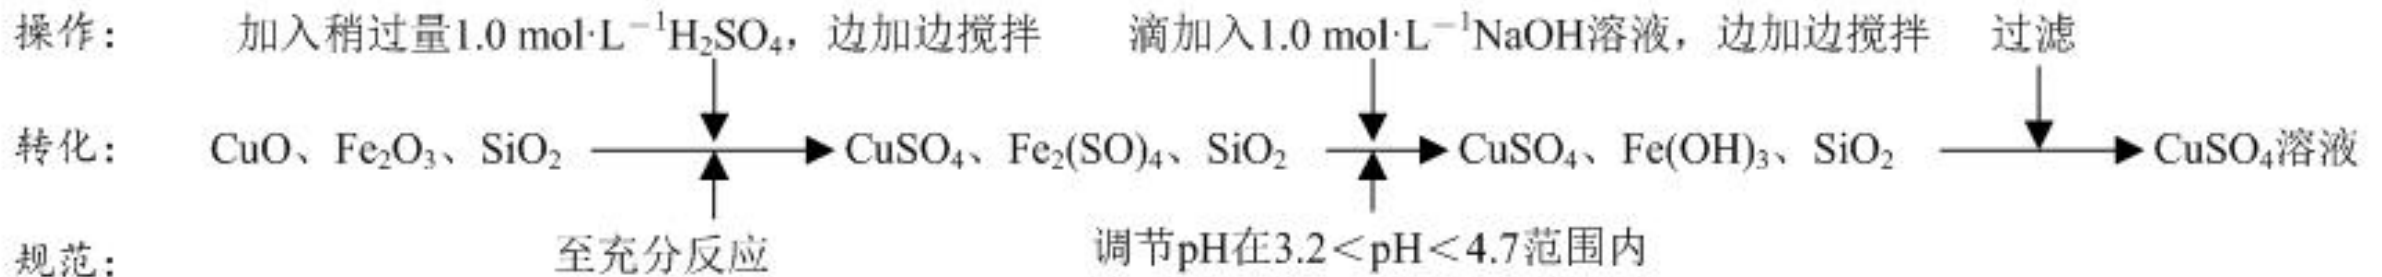 操作： 加入稍过量1.0 mol·L⁻¹H₂SO₄，边加边搅拌 滴加入1.0 mol·L⁻¹NaOH溶液，边加边搅拌 过滤
转化： CuO、Fe₂O₃、SiO₂ CuSO₄、Fe₂(SO)₄、SiO₂ CuSO₄、Fe(OH)₃、SiO₂ CuSO₄溶液
规范： 至充分反应 调节pH在3.2＜pH＜4.7范围内